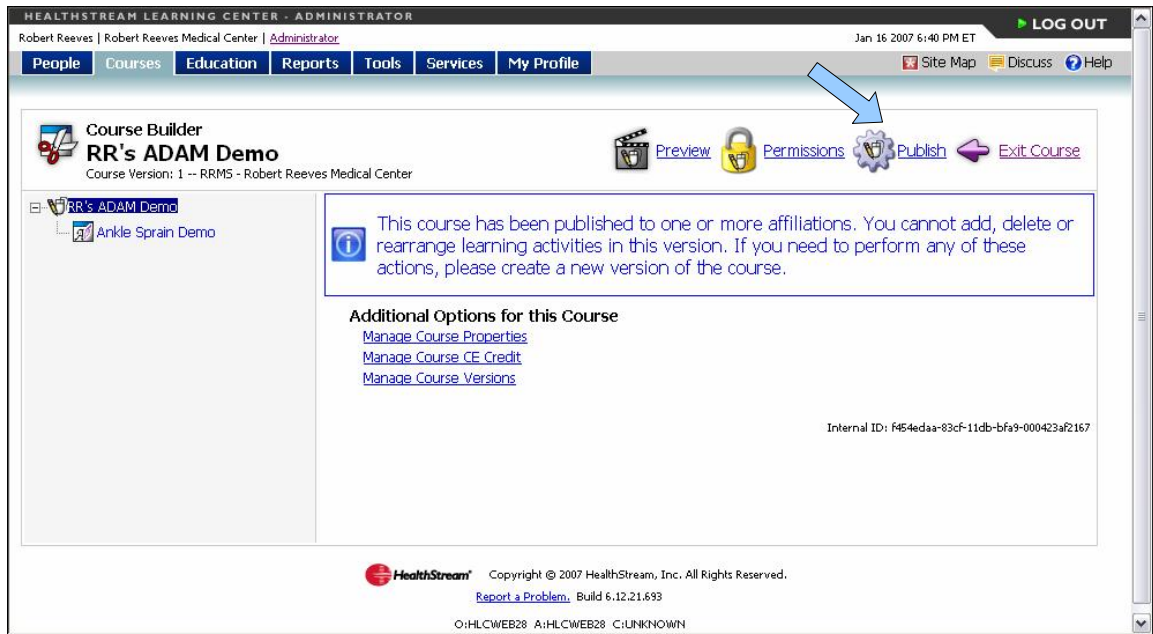 HEALTHSTREAM LEARNING CENTER - ADMINISTRATOR
LOG OUT
Robert Reeves | Robert Reeves Medical Center | Administrator
Jan 16 2007 6:40 PM ET
People Courses Education Reports Tools Services My Profile Site Map Discuss Help
Course Builder
RR's ADAM Demo
Course Version: 1 -- RRMS - Robert Reeves Medical Center
Preview Permissions Publish Exit Course
RR's ADAM Demo
Ankle Sprain Demo
This course has been published to one or more affiliations. You cannot add, delete or
rearrange learning activities in this version. If you need to perform any of these
actions, please create a new version of the course.
Additional Options for this Course
Manage Course Properties
Manage Course CE Credit
Manage Course Versions
Internal ID: f454edaa-83cf-11db-bfa9-000423af2167
HealthStream Copyright © 2007 HealthStream, Inc. All Rights Reserved.
Report a Problem. Build 6.12.21.693
O:HLCWEB28 A:HLCWEB28 C:UNKNOWN